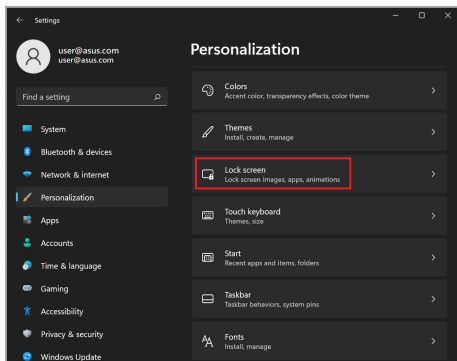 Settings
user@asus.com
user@asus.com
Find a setting
System
Bluetooth & devices
Network & internet
Personalization
Apps
Accounts
Time & language
Gaming
Accessibility
Privacy & security
Windows Update
Personalization
Colors
Accent color, transparency effects, color theme
Themes
Install, create, manage
Lock screen
Lock screen images, apps, animations
Touch keyboard
Themes, size
Start
Recent apps and items, folders
Taskbar
Taskbar behaviors, system pins
Fonts
Install, manage